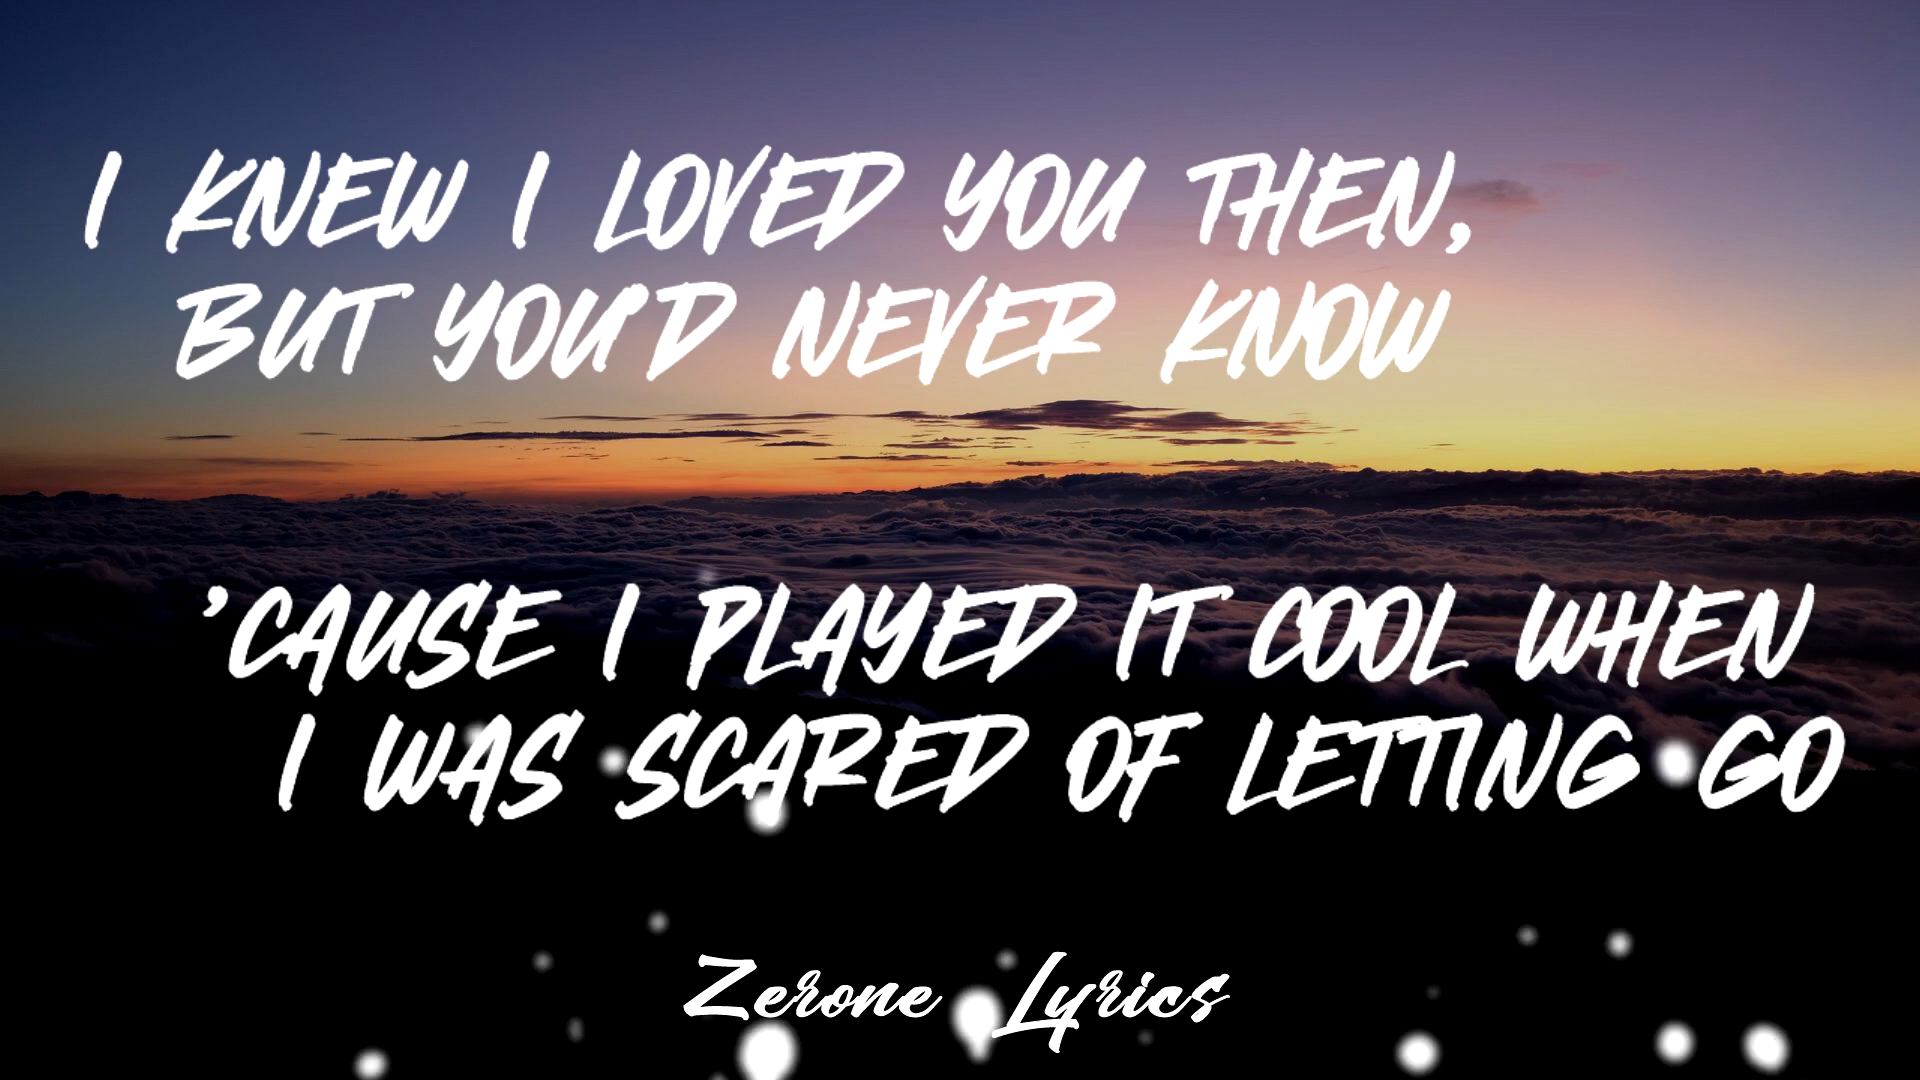 I KNEW I LOVED YOU THEN,
BUT YOU'D NEVER KNOW
'CAUSE I PLAYED IT COOL WHEN
I WAS SCARED OF LETTING GO
Zerone Lyrics